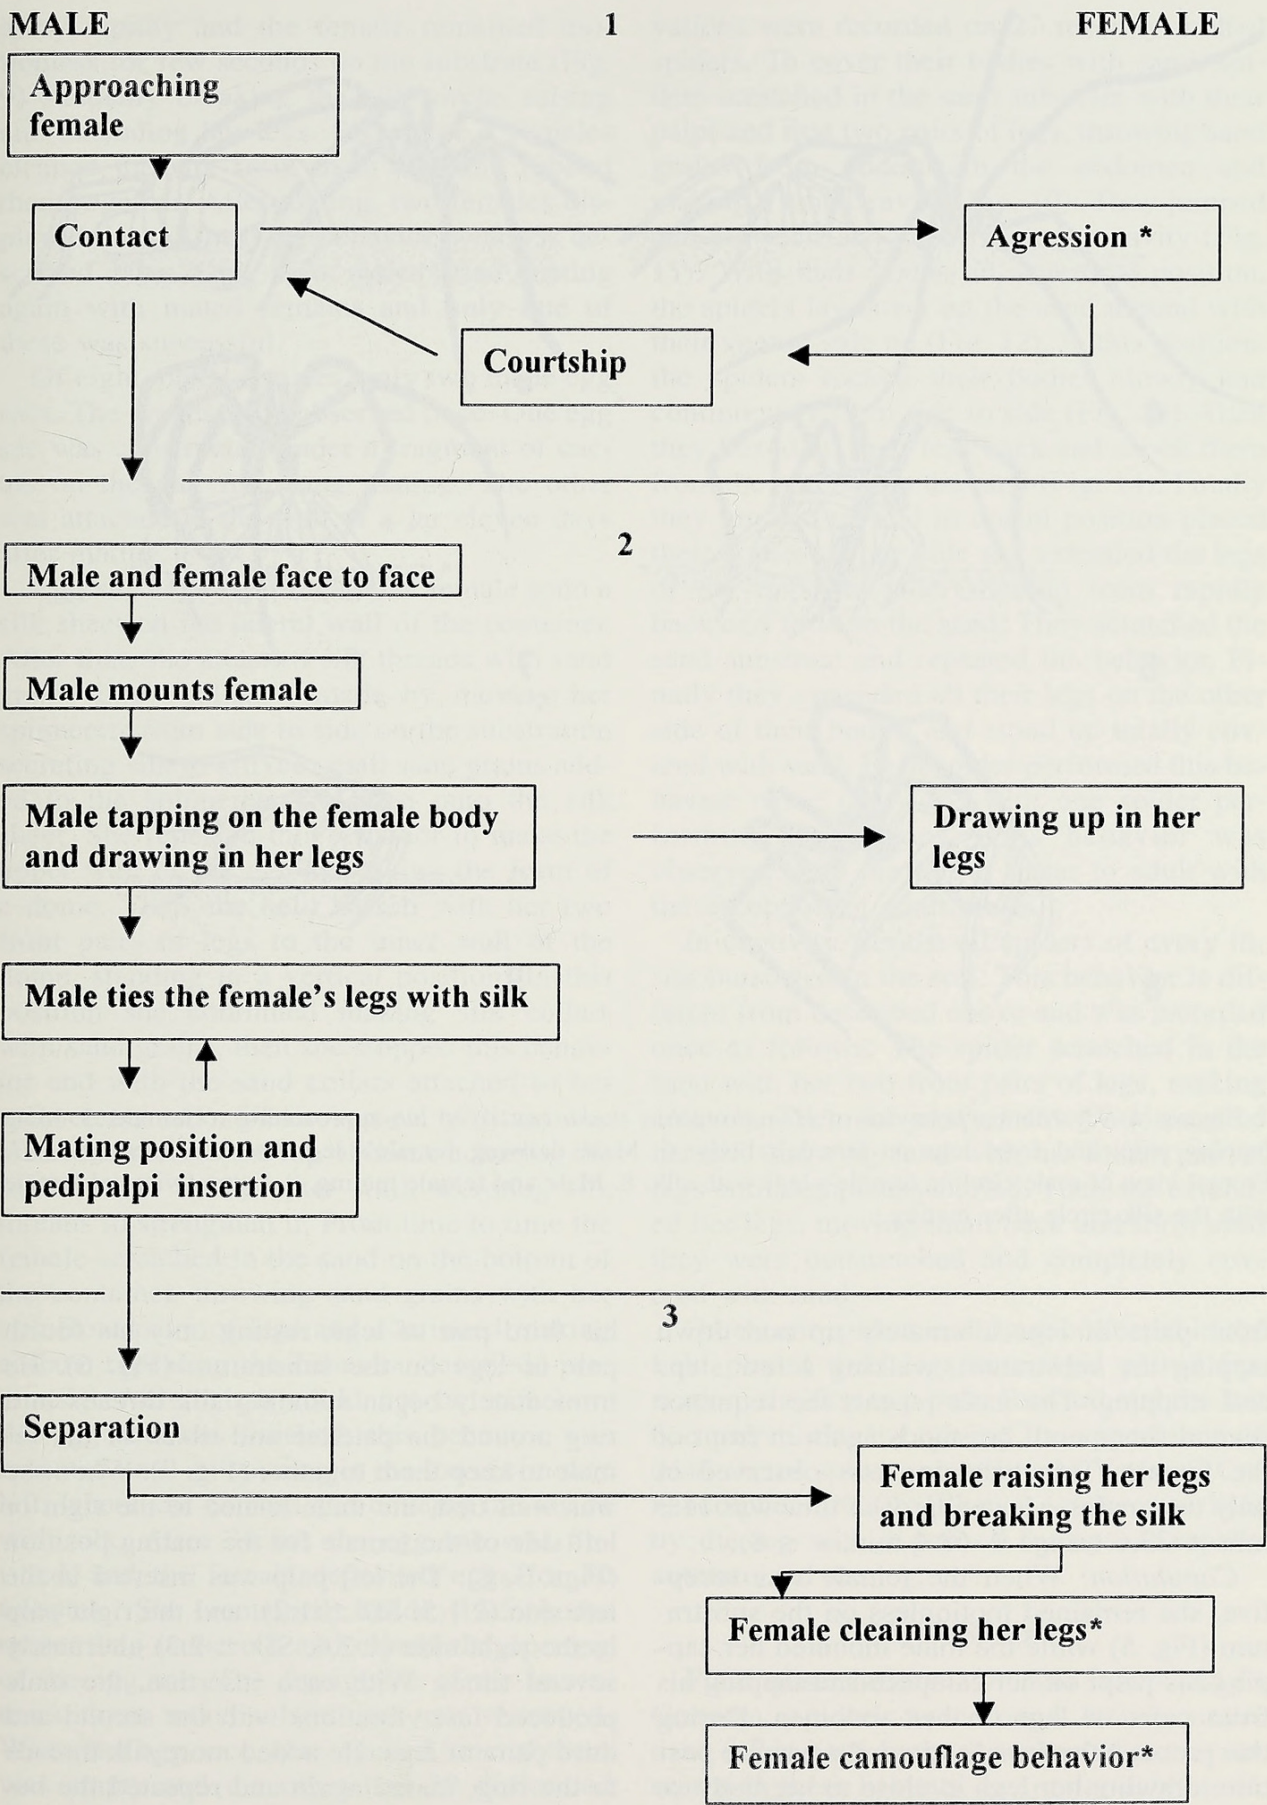 MALE 1 FEMALE
Approaching
female
Contact
Agression *
Courtship
2
Male and female face to face
Male mounts female
Male tapping on the female body
and drawing in her legs
Drawing up in her
legs
Male ties the female's legs with silk
Mating position and
pedipalpi insertion
3
Separation
Female raising her legs
and breaking the silk
Female cleaining her legs*
Female camouflage behavior*